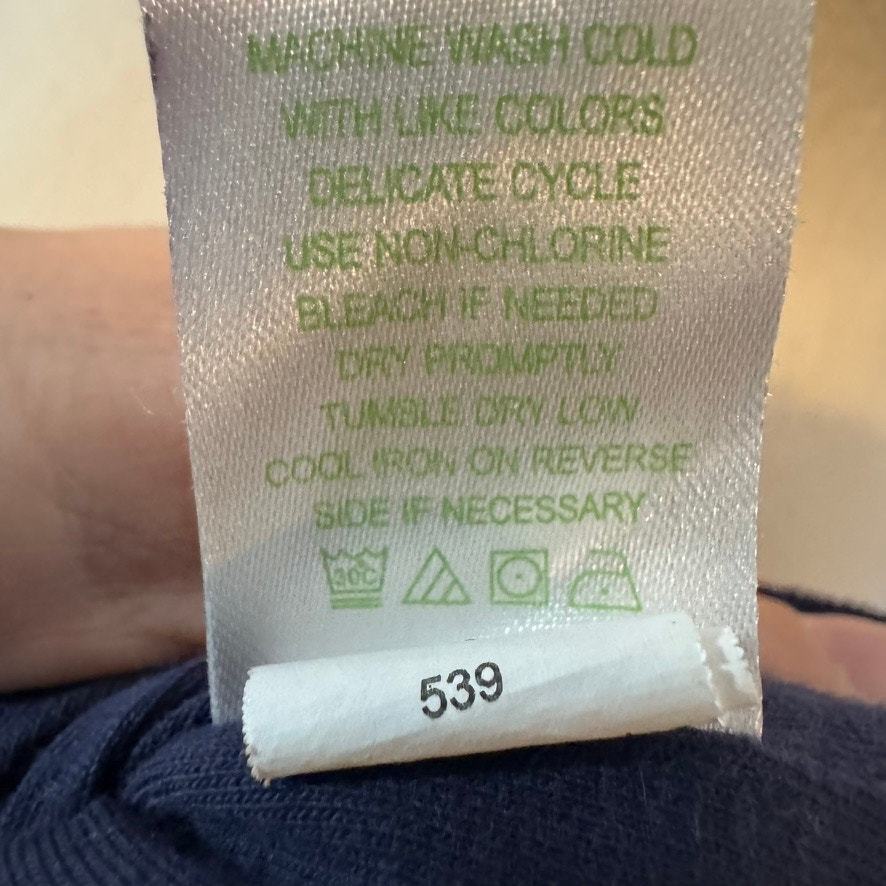 MACHINE WASH COLD
WITH LIKE COLORS
DELICATE CYCLE
USE NON-CHLORINE
BLEACH IF NEEDED
DRY PROMPTLY
TUMBLE DRY LOW
COOL IRON ON REVERSE
SIDE IF NECESSARY
30C
539